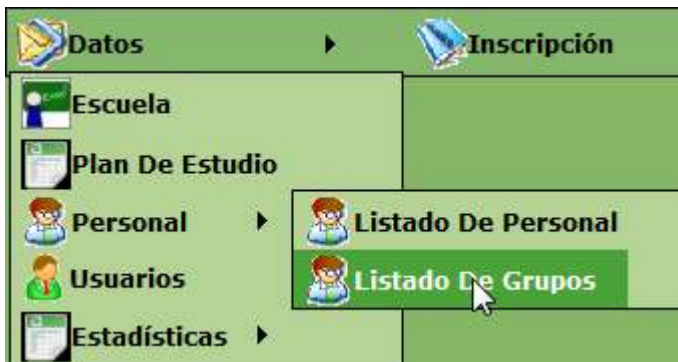 Datos
Inscripción
Escuela
Plan De Estudio
Personal
Listado De Personal
Usuarios
Listado De Grupos
Estadísticas